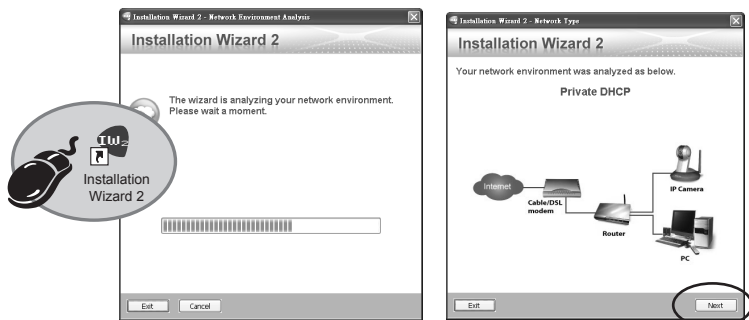 Installation Wizard 2 - Network Environment Analysis
Installation Wizard 2
The wizard is analyzing your network environment.
Please wait a moment.
IW2
Installation
Wizard 2
Exit
Cancel
Installation Wizard 2 - Network Type
Installation Wizard 2
Your network environment was analyzed as below.
Private DHCP
Internet
Cable/DSL
modem
Router
IP Camera
PC
Exit
Next